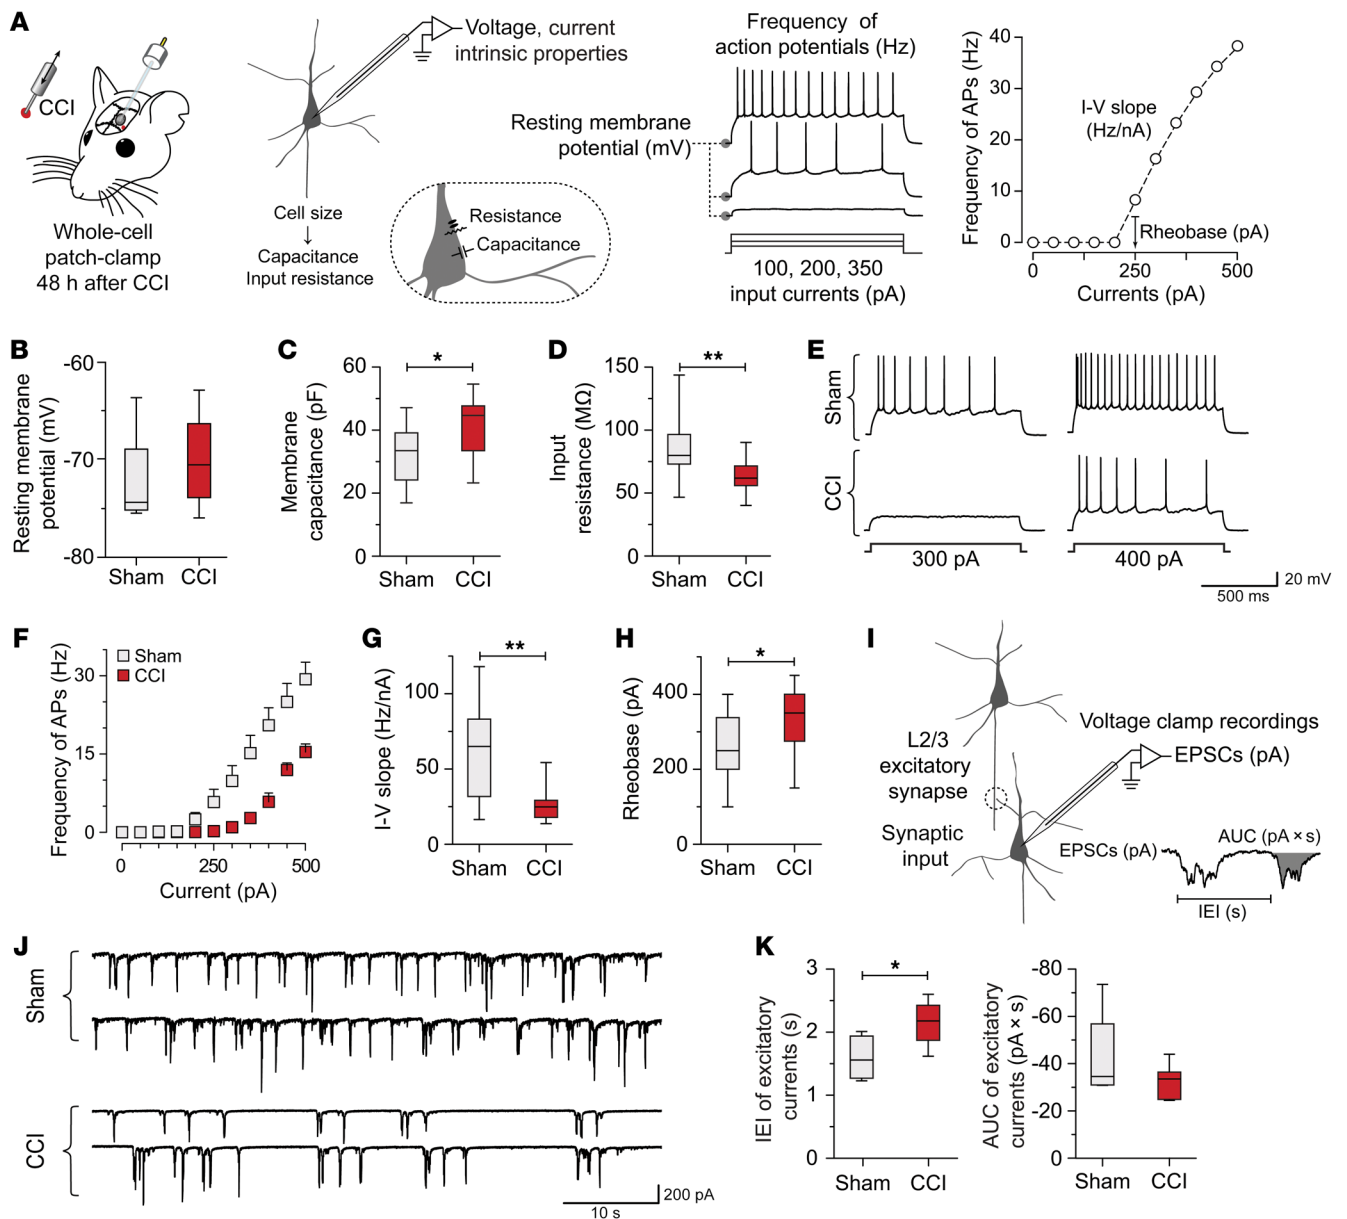 A
CCI
Whole-cell
patch-clamp
48 h after CCI
Voltage, current
intrinsic properties
Cell size
↓
Capacitance
Input resistance
Resistance
Capacitance
Frequency of
action potentials (Hz)
Resting membrane
potential (mV)
100, 200, 350
input currents (pA)
Frequency of APs (Hz)
40
30
20
10
0
I-V slope
(Hz/nA)
Rheobase (pA)
0
250
500
Currents (pA)
B
Resting membrane
potential (mV)
-60
-70
-80
Sham
CCI
C
Membrane
capacitance (pF)
60
40
20
0
*
Sham
CCI
D
Input
resistance (MΩ)
150
100
50
0
**
Sham
CCI
E
Sham
CCI
300 pA
400 pA
20 mV
500 ms
F
Frequency of APs (Hz)
30
15
0
Sham
CCI
0
250
500
Current (pA)
G
I-V slope (Hz/nA)
100
50
0
**
Sham
CCI
H
Rheobase (pA)
400
200
0
*
Sham
CCI
I
L2/3
excitatory
synapse
Synaptic
input
Voltage clamp recordings
EPSCs (pA)
AUC (pA × s)
EPSCs (pA)
IEI (s)
J
Sham
CCI
200 pA
10 s
K
IEI of excitatory
currents (s)
3
2
1
0
*
Sham
CCI
AUC of excitatory
currents (pA × s)
-80
-60
-40
-20
0
Sham
CCI